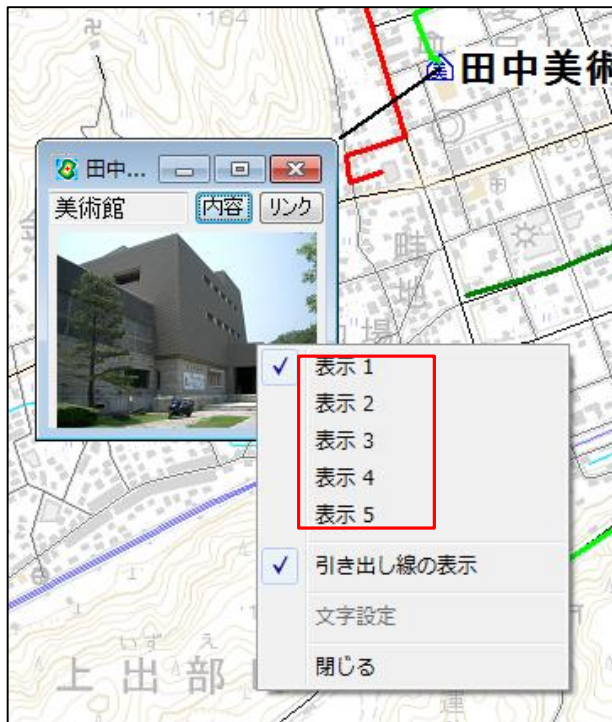 田中美術
田中...
美術館
内容
リンク
畦
地
場
表示 1
表示 2
表示 3
表示 4
表示 5
引き出し線の表示
文字設定
閉じる
いずえ
上出部